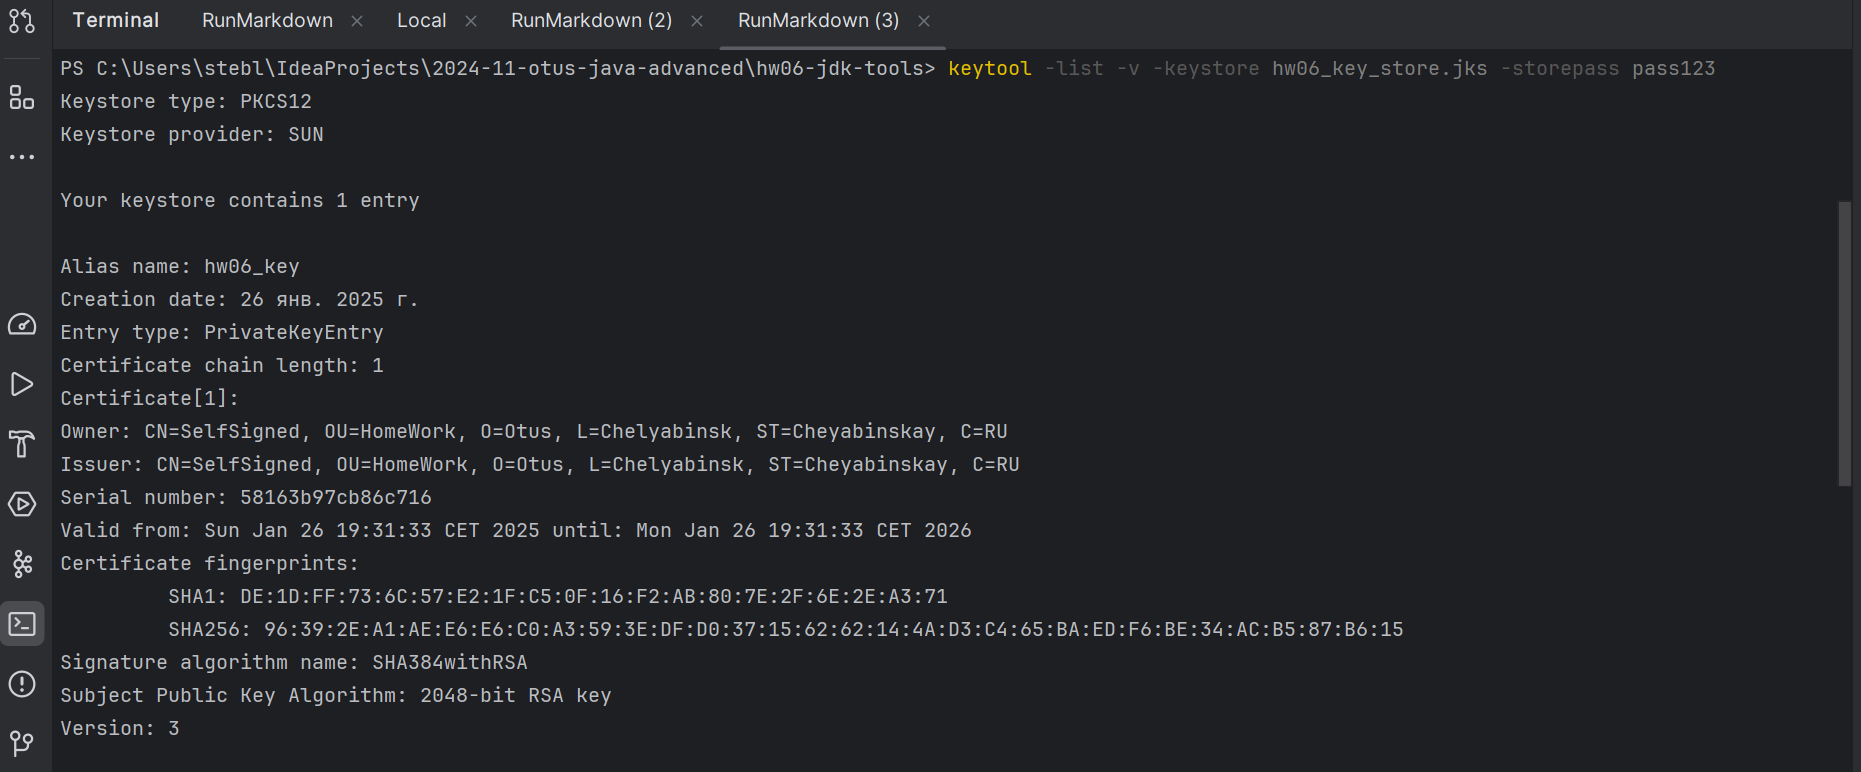 Terminal RunMarkdown × Local × RunMarkdown (2) × RunMarkdown (3) ×
PS C:\Users\stebl\IdeaProjects\2024-11-otus-java-advanced\hw06-jdk-tools> keytool -list -v -keystore hw06_key_store.jks -storepass pass123
Keystore type: PKCS12
Keystore provider: SUN
Your keystore contains 1 entry
Alias name: hw06_key
Creation date: 26 янв. 2025 г.
Entry type: PrivateKeyEntry
Certificate chain length: 1
Certificate[1]:
Owner: CN=SelfSigned, OU=HomeWork, O=Otus, L=Chelyabinsk, ST=Cheyabinskay, C=RU
Issuer: CN=SelfSigned, OU=HomeWork, O=Otus, L=Chelyabinsk, ST=Cheyabinskay, C=RU
Serial number: 58163b97cb86c716
Valid from: Sun Jan 26 19:31:33 CET 2025 until: Mon Jan 26 19:31:33 CET 2026
Certificate fingerprints:
SHA1: DE:1D:FF:73:6C:57:E2:1F:C5:0F:16:F2:AB:80:7E:2F:6E:2E:A3:71
SHA256: 96:39:2E:A1:AE:E6:E6:C0:A3:59:3E:DF:D0:37:15:62:62:14:4A:D3:C4:65:BA:ED:F6:BE:34:AC:B5:87:B6:15
Signature algorithm name: SHA384withRSA
Subject Public Key Algorithm: 2048-bit RSA key
Version: 3